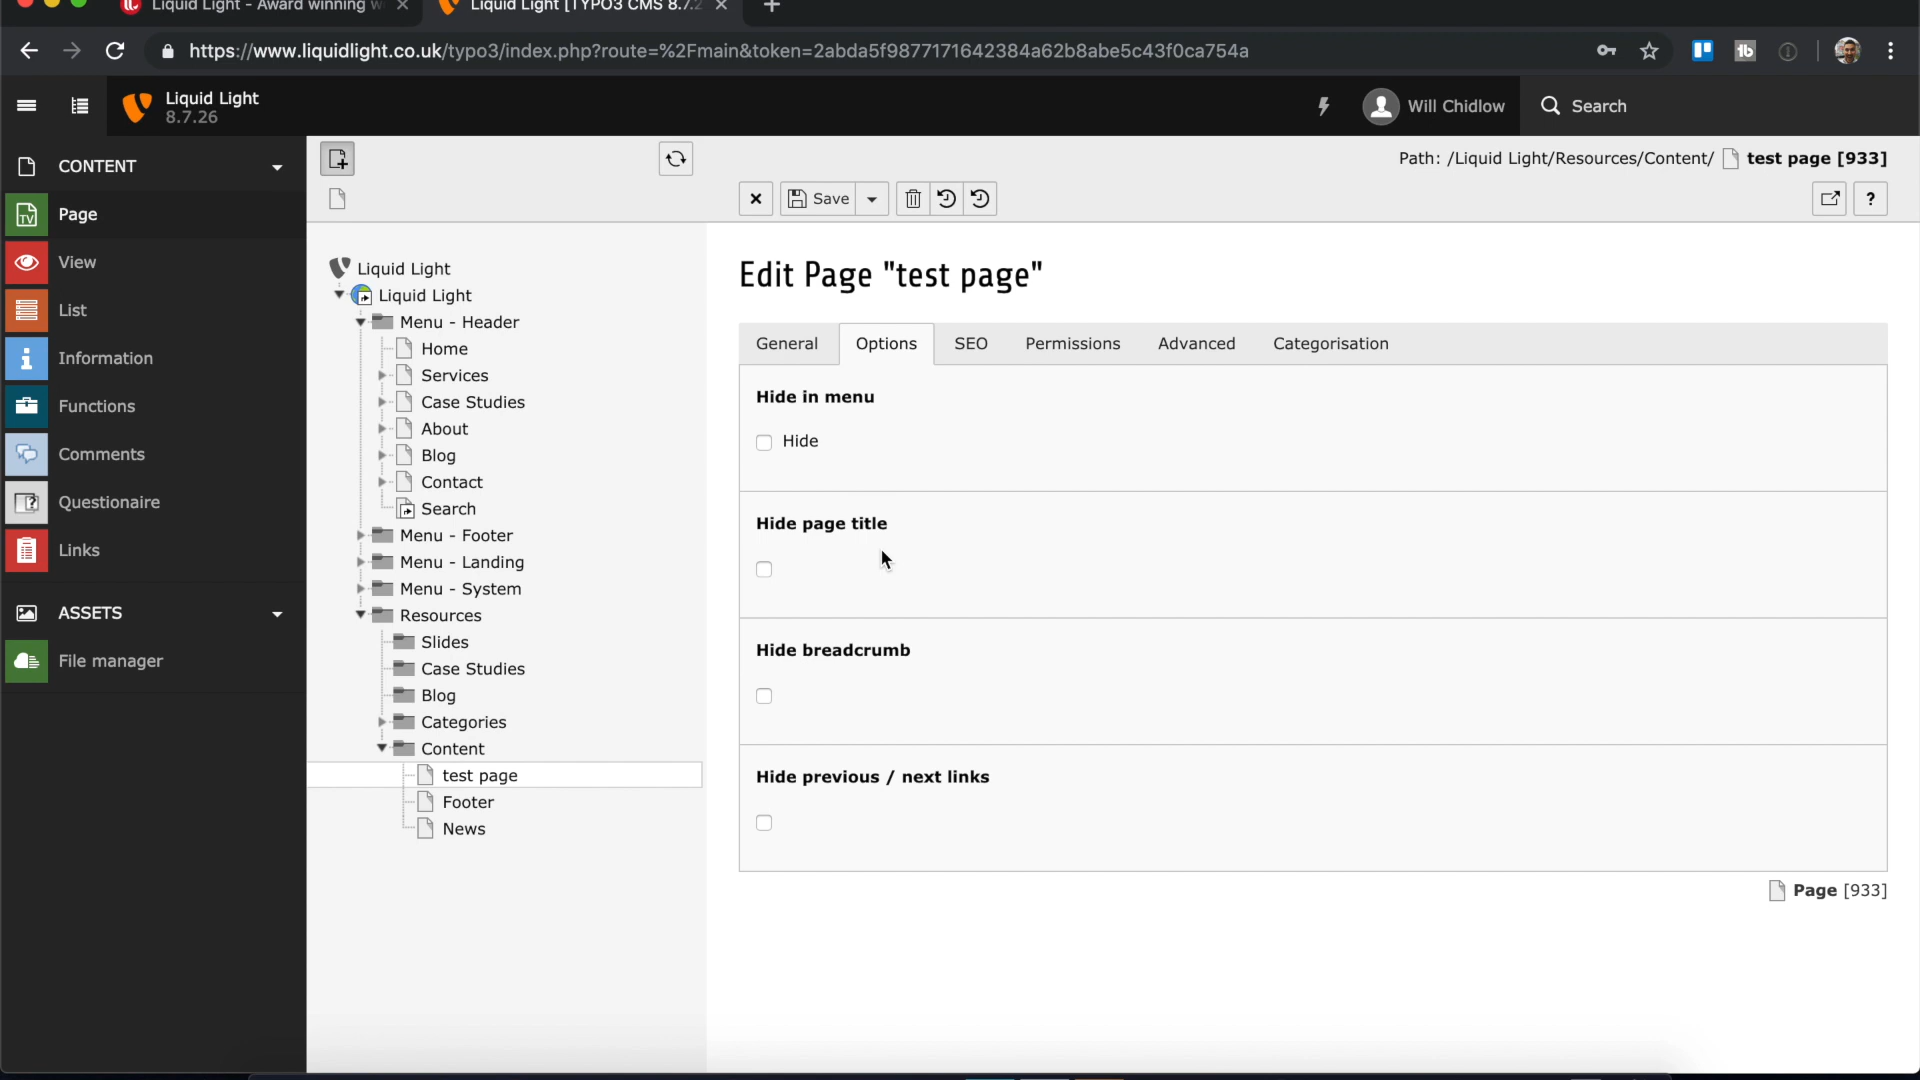 Liquid Light - Award winning w
Liquid Light [TYPO3 CMS 8.7.2
https://www.liquidlight.co.uk/typo3/index.php?route=%2Fmain&token=2abda5f9877171642384a62b8abe5c43f0ca754a
Liquid Light
8.7.26
Will Chidlow
Search
CONTENT
Page
View
List
Information
Functions
Comments
Questionaire
Links
ASSETS
File manager
Path: /Liquid Light/Resources/Content/ test page [933]
Save
?
Liquid Light
Liquid Light
Menu - Header
Home
Services
Case Studies
About
Blog
Contact
Search
Menu - Footer
Menu - Landing
Menu - System
Resources
Slides
Case Studies
Blog
Categories
Content
test page
Footer
News
Edit Page "test page"
General Options SEO Permissions Advanced Categorisation
Hide in menu
Hide
Hide page title
Hide breadcrumb
Hide previous / next links
Page [933]